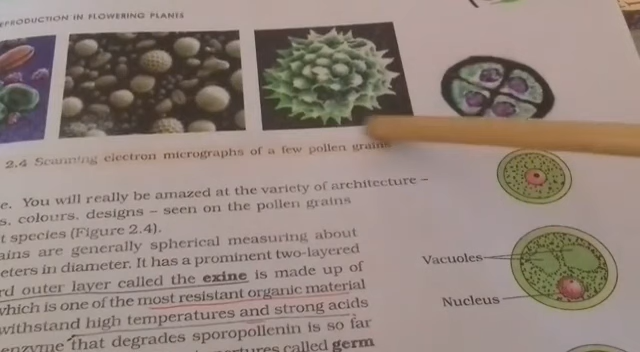 REPRODUCTION IN FLOWERING PLANTS
2.4 Scanning electron micrographs of a few pollen grains
e. You will really be amazed at the variety of architecture –
s, colours, designs – seen on the pollen grains
t species (Figure 2.4).
ains are generally spherical measuring about
eters in diameter. It has a prominent two-layered
rd outer layer called the exine is made up of
which is one of the most resistant organic material
withstand high temperatures and strong acids
enzyme that degrades sporopollenin is so far
rtures called germ
Vacuoles
Nucleus